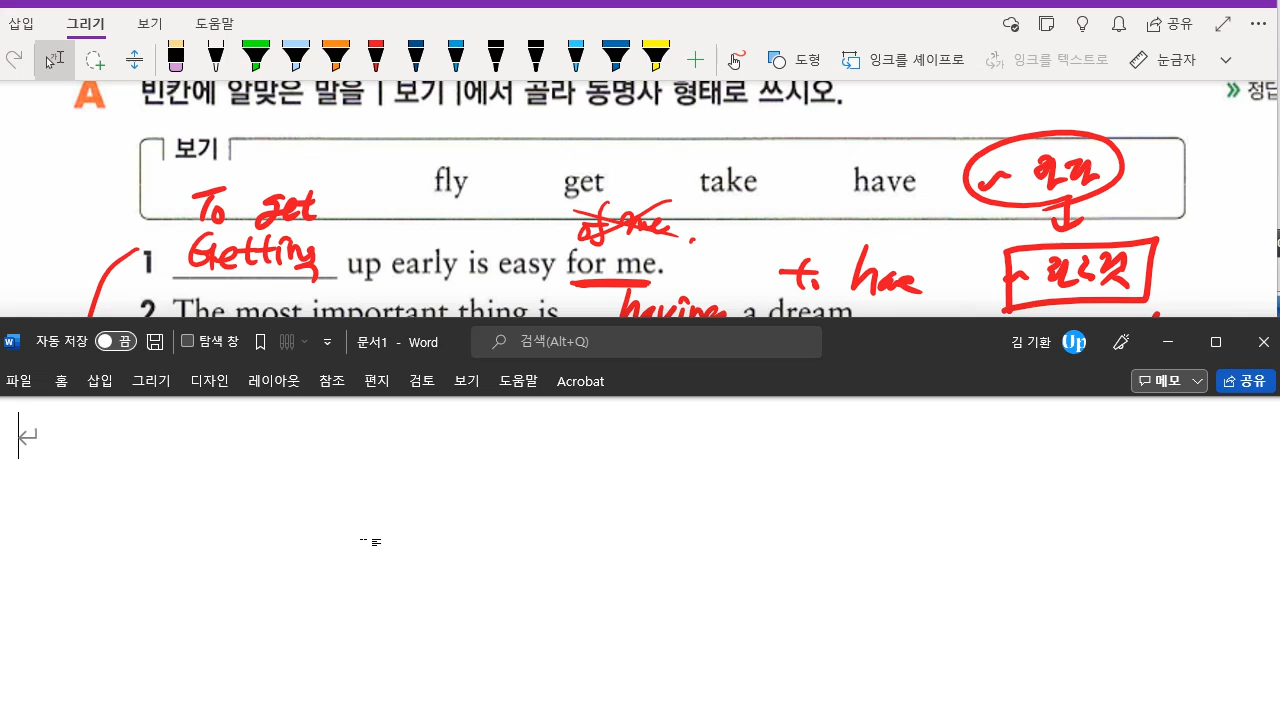 삽입 그리기 보기 도움말 공유
도형 잉크를 셰이프로 잉크를 텍스트로 눈금자
A 빈칸에 알맞은 말을 | 보기 |에서 골라 동명사 형태로 쓰시오. » 정답
보기
fly get take have ~ 하다
To get
of me.
1 Getting up early is easy for me.
to have
~ 하는 것
2 The most important thing is having a dream
자동 저장 끔 탐색 창 문서1 - Word 검색(Alt+Q) 김 기환 Up
파일 홈 삽입 그리기 디자인 레이아웃 참조 편지 검토 보기 도움말 Acrobat 메모 공유